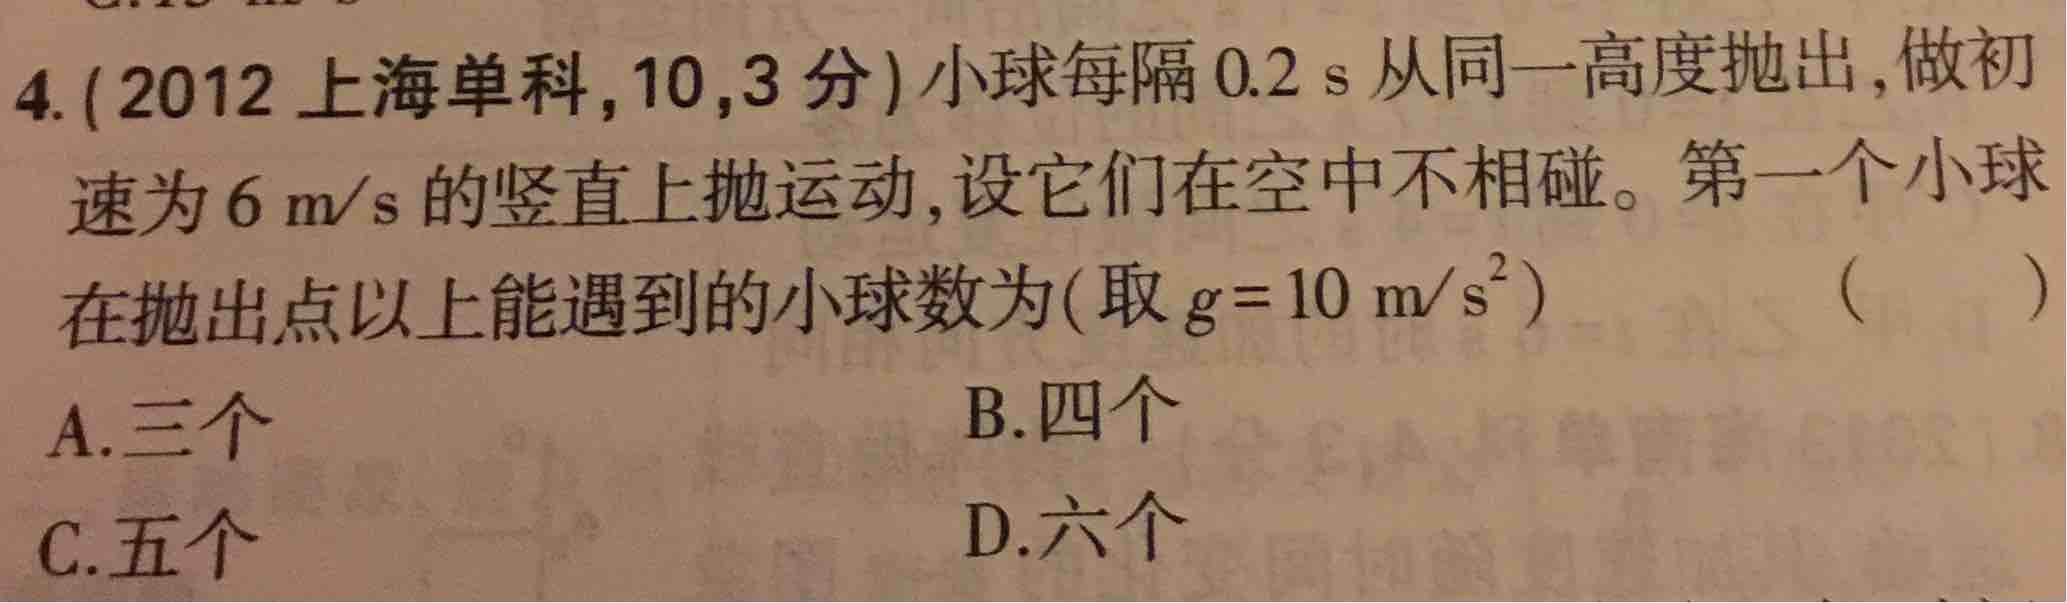 4.(2012 上海单科,10,3 分)小球每隔 0.2 s 从同一高度抛出,做初
速为 6 m/s 的竖直上抛运动,设它们在空中不相碰。第一个小球
在抛出点以上能遇到的小球数为(取 g=10 m/s²) (  )
A.三个 B.四个
C.五个 D.六个